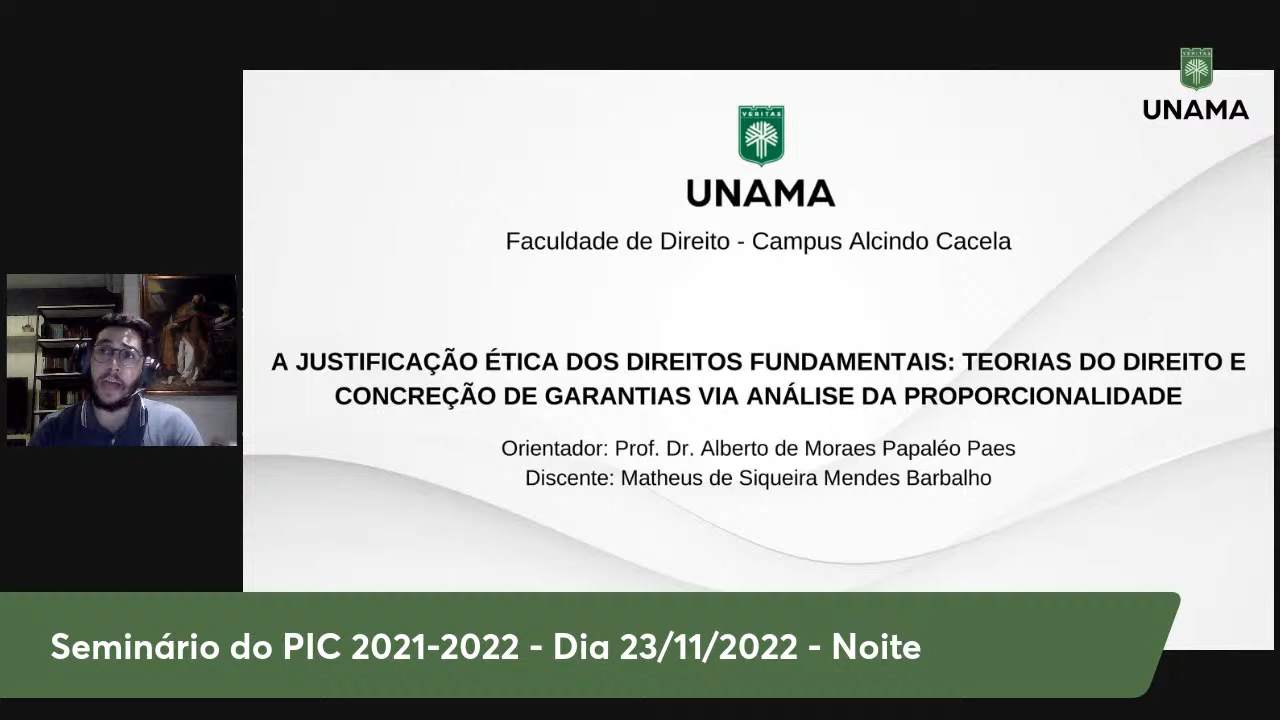 VERITAS
UNAMA
VERITAS
UNAMA
Faculdade de Direito - Campus Alcindo Cacela
A JUSTIFICAÇÃO ÉTICA DOS DIREITOS FUNDAMENTAIS: TEORIAS DO DIREITO E
CONCREÇÃO DE GARANTIAS VIA ANÁLISE DA PROPORCIONALIDADE
Orientador: Prof. Dr. Alberto de Moraes Papaléo Paes
Discente: Matheus de Siqueira Mendes Barbalho
Seminário do PIC 2021-2022 - Dia 23/11/2022 - Noite